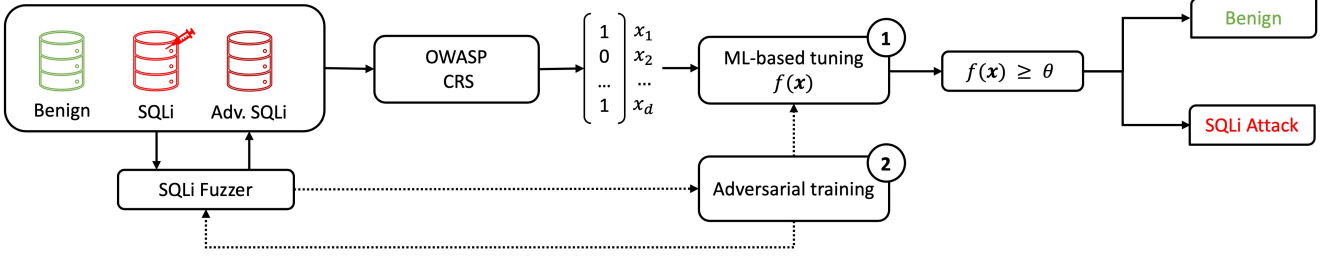 Benign
SQLi
Adv. SQLi
SQLi Fuzzer
OWASP
CRS
1 x₁
0 x₂
... ...
1 x_d
ML-based tuning
f(x)
1
Adversarial training
2
f(x) ≥ θ
Benign
SQLi Attack